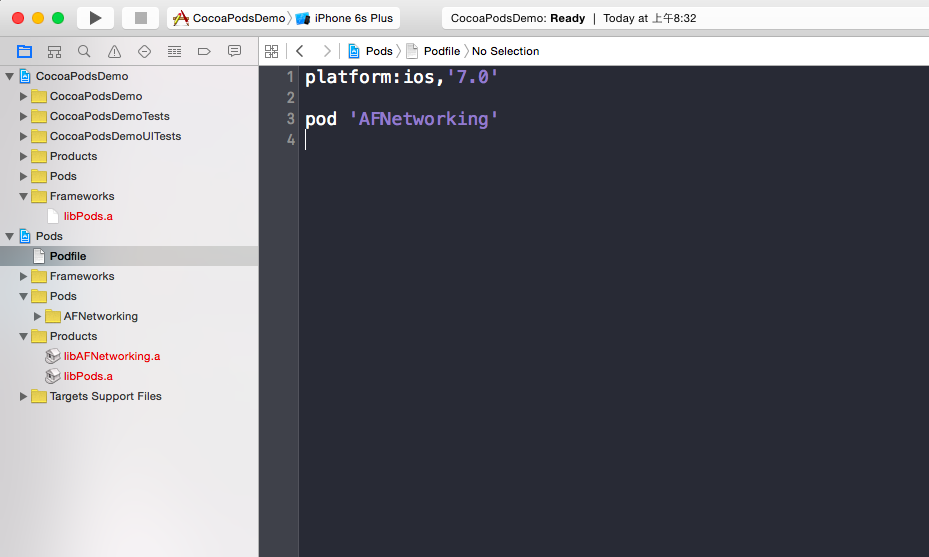 CocoaPodsDemo iPhone 6s Plus CocoaPodsDemo: Ready | Today at 上午8:32
Pods Podfile No Selection
CocoaPodsDemo
CocoaPodsDemo
CocoaPodsDemoTests
CocoaPodsDemoUITests
Products
Pods
Frameworks
libPods.a
Pods
Podfile
Frameworks
Pods
AFNetworking
Products
libAFNetworking.a
libPods.a
Targets Support Files
1 platform:ios,'7.0'
2
3 pod 'AFNetworking'
4